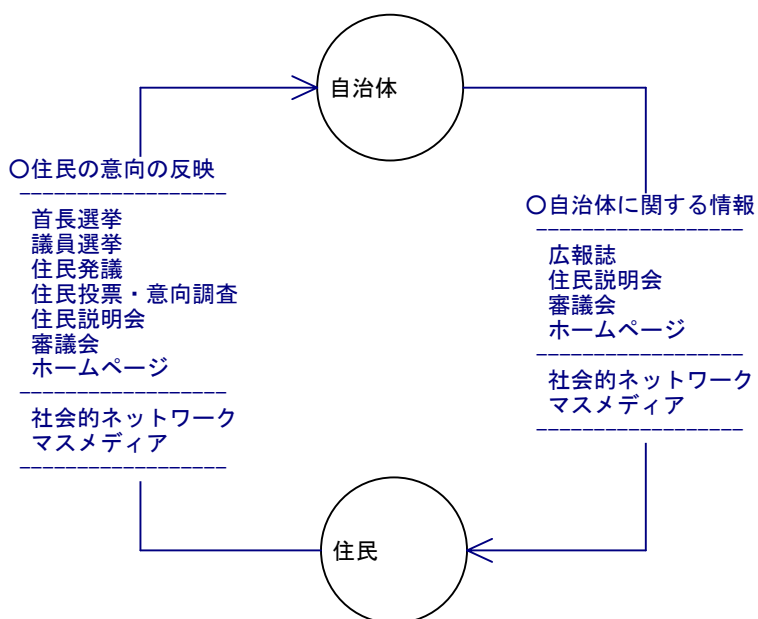 自治体
○住民の意向の反映
首長選挙
議員選挙
住民発議
住民投票・意向調査
住民説明会
審議会
ホームページ
社会的ネットワーク
マスメディア
○自治体に関する情報
広報誌
住民説明会
審議会
ホームページ
社会的ネットワーク
マスメディア
住民